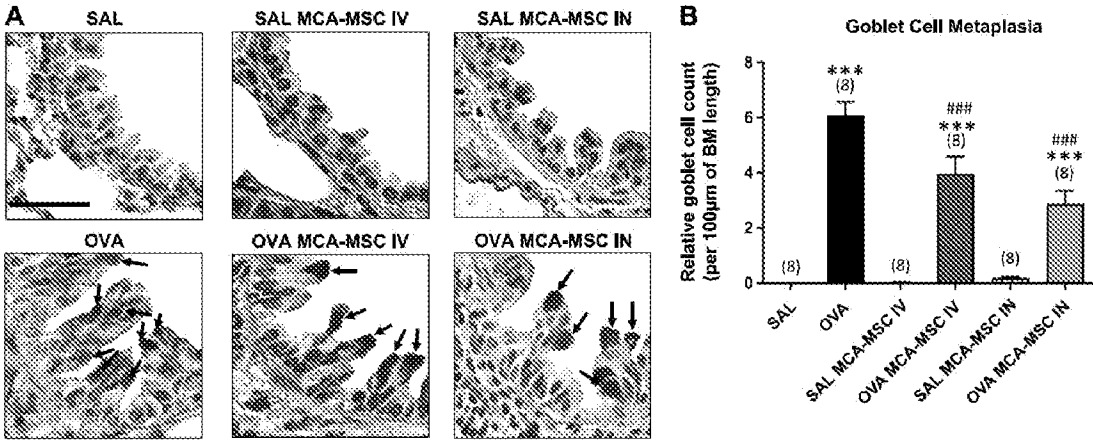 A
SAL
SAL MCA-MSC IV
SAL MCA-MSC IN
OVA
OVA MCA-MSC IV
OVA MCA-MSC IN
B
Goblet Cell Metaplasia
Relative goblet cell count
(per 100µm of BM length)
8
6
4
2
0
(8)
***
(8)
(8)
###
***
(8)
(8)
###
***
(8)
SAL
OVA
SAL MCA-MSC IV
OVA MCA-MSC IV
SAL MCA-MSC IN
OVA MCA-MSC IN